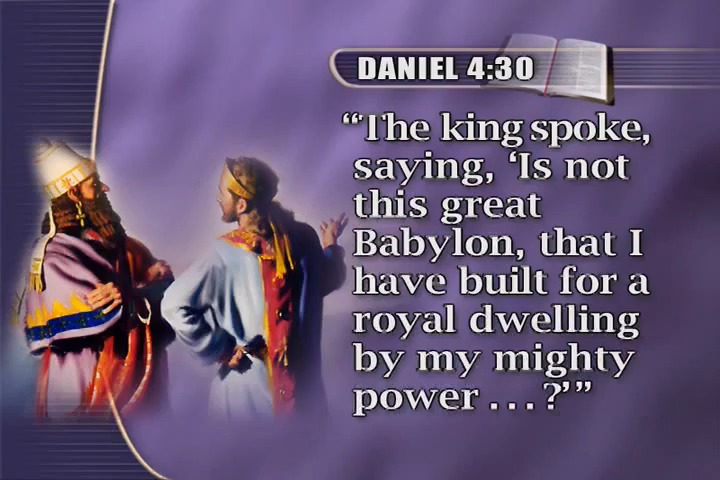 DANIEL 4:30
“The king spoke,
saying, ‘Is not
this great
Babylon, that I
have built for a
royal dwelling
by my mighty
power . . . ?’”